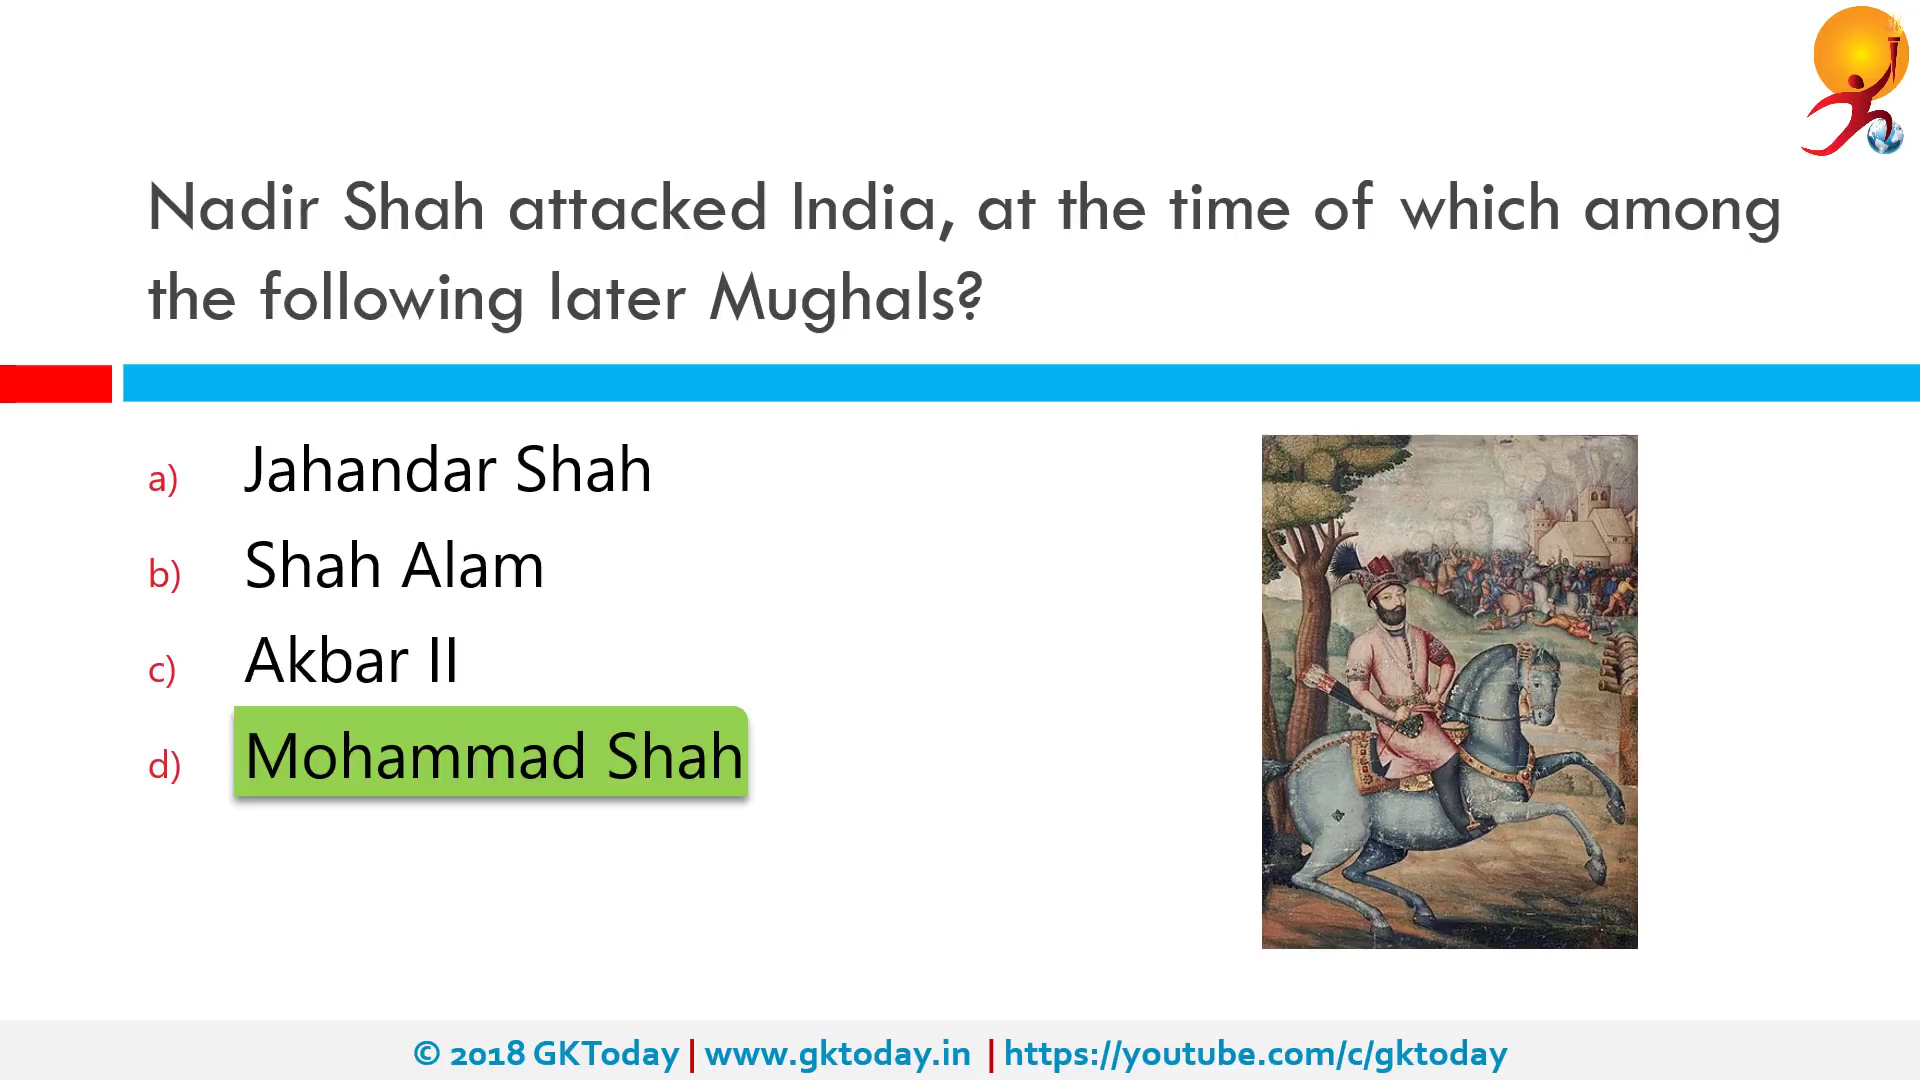 Nadir Shah attacked India, at the time of which among
the following later Mughals?
a) Jahandar Shah
b) Shah Alam
c) Akbar II
d) Mohammad Shah
© 2018 GKToday | www.gktoday.in | https://youtube.com/c/gktoday